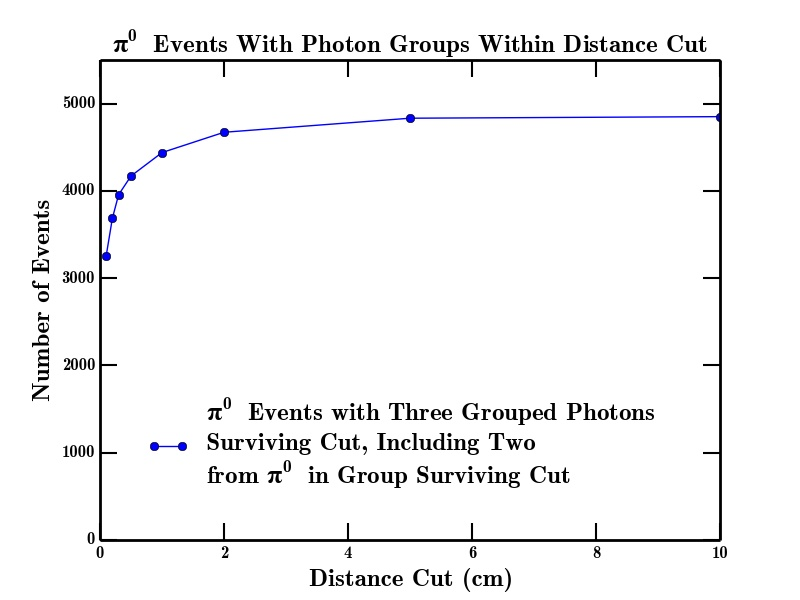 π⁰ Events With Photon Groups Within Distance Cut
5000
4000
3000
2000
1000
0
Number of Events
π⁰ Events with Three Grouped Photons
Surviving Cut, Including Two
from π⁰ in Group Surviving Cut
0 2 4 6 8 10
Distance Cut (cm)